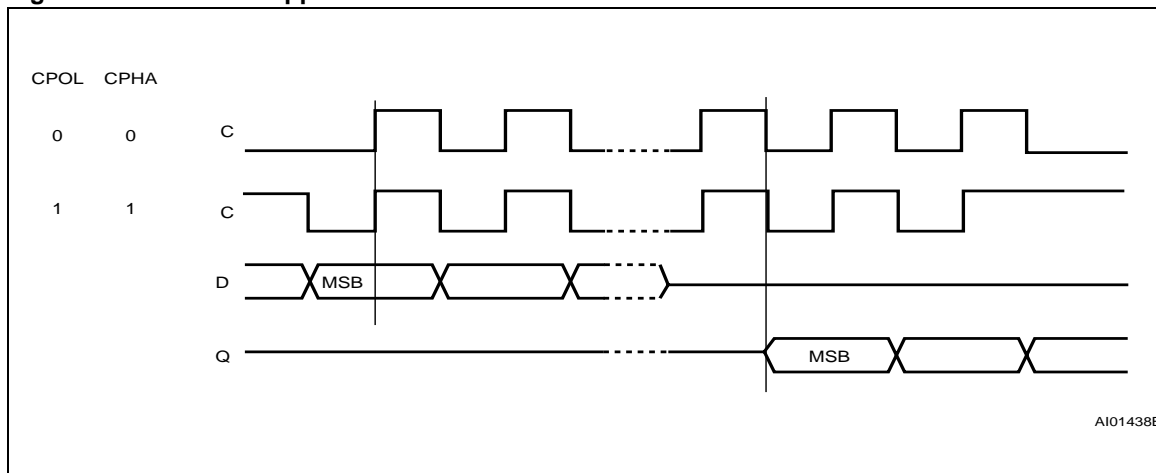 CPOL CPHA
0 0 C
1 1 C
D MSB
Q MSB
AI01438B